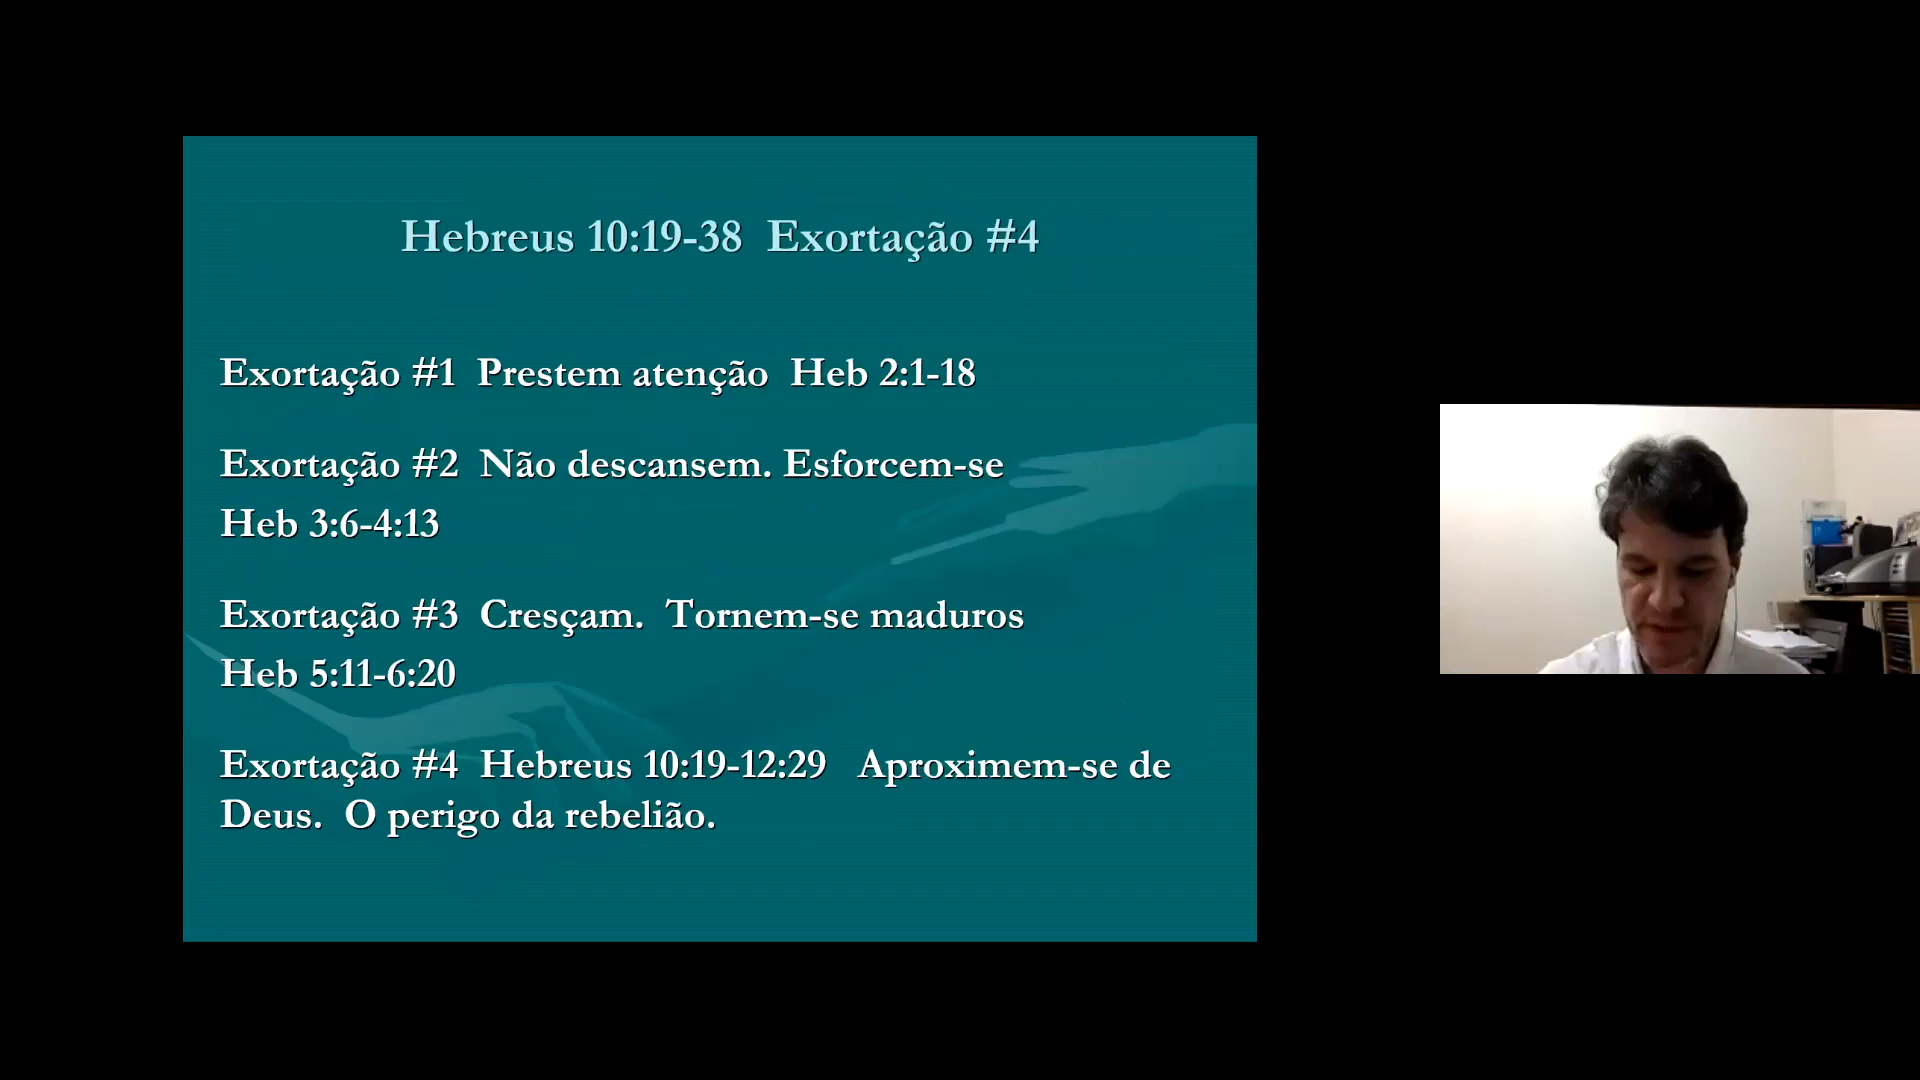 Hebreus 10:19-38  Exortação #4
Exortação #1  Prestem atenção  Heb 2:1-18
Exortação #2  Não descansem. Esforcem-se
Heb 3:6-4:13
Exortação #3  Cresçam.  Tornem-se maduros
Heb 5:11-6:20
Exortação #4  Hebreus 10:19-12:29   Aproximem-se de
Deus.  O perigo da rebelião.